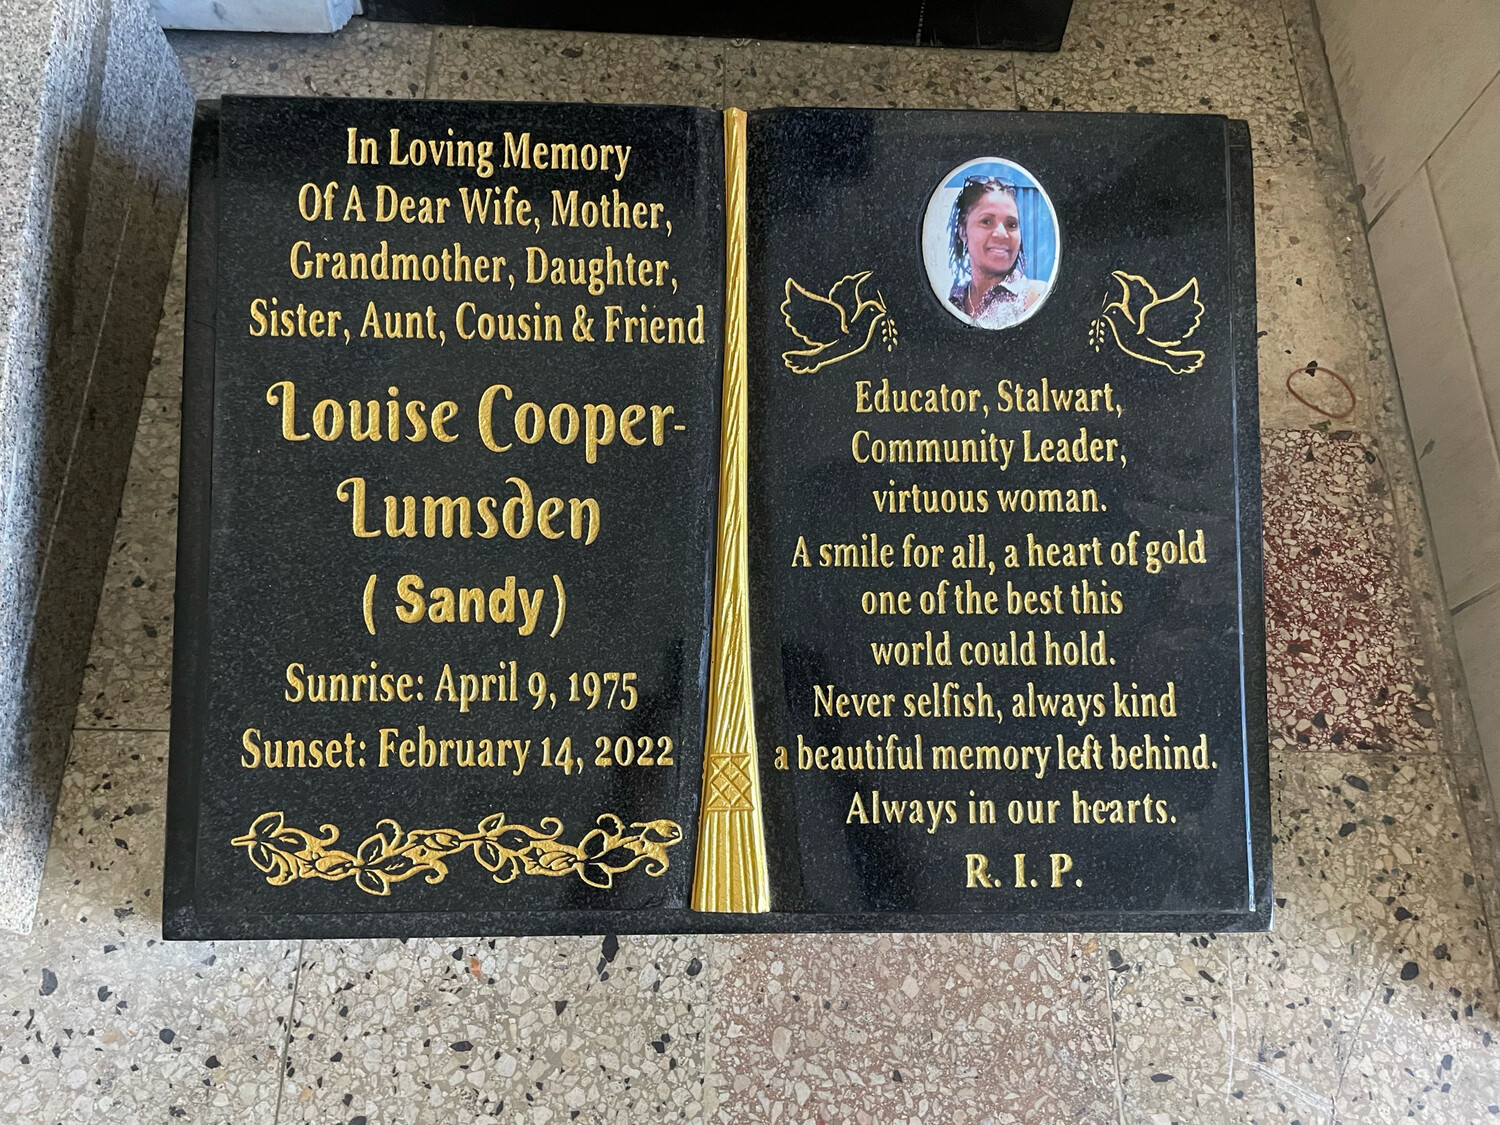 In Loving Memory
Of A Dear Wife, Mother,
Grandmother, Daughter,
Sister, Aunt, Cousin & Friend
Louise Cooper-
Lumsden
( Sandy )
Sunrise: April 9, 1975
Sunset: February 14, 2022
Educator, Stalwart,
Community Leader,
virtuous woman.
A smile for all, a heart of gold
one of the best this
world could hold.
Never selfish, always kind
a beautiful memory left behind.
Always in our hearts.
R. I. P.